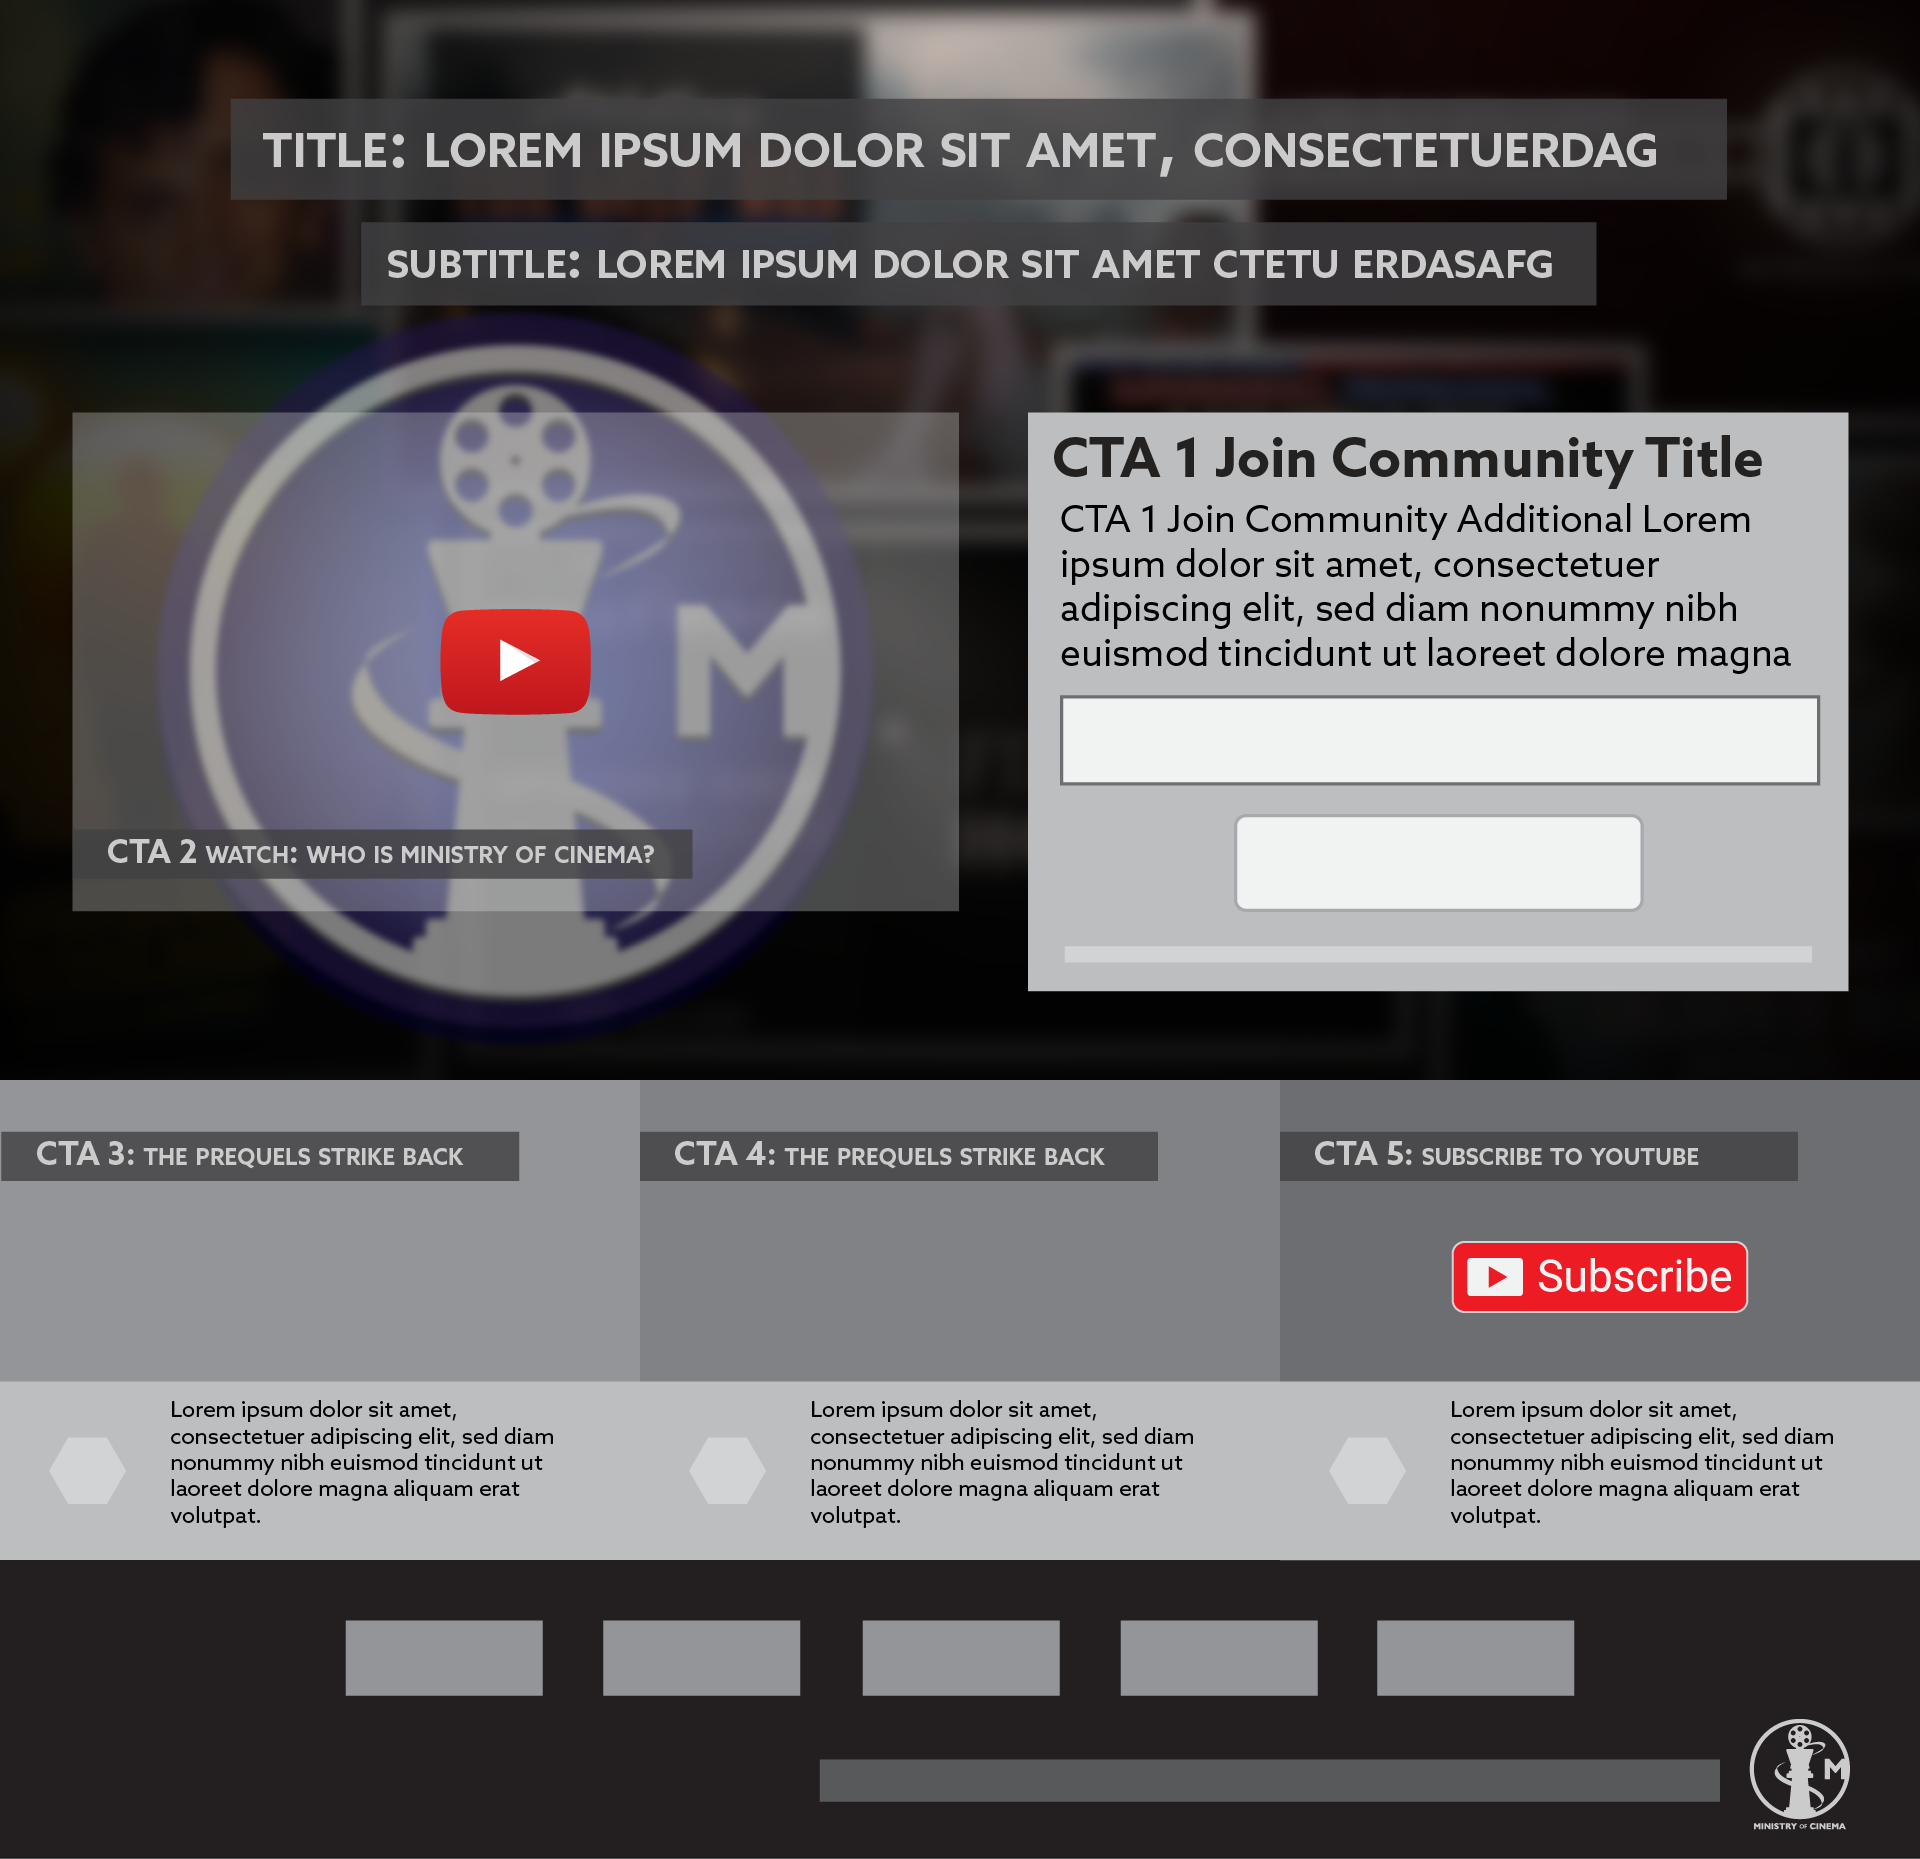 TITLE: LOREM IPSUM DOLOR SIT AMET, CONSECTETUERDAG
SUBTITLE: LOREM IPSUM DOLOR SIT AMET CTETU ERDASAFG
M
CTA 2 WATCH: WHO IS MINISTRY OF CINEMA?
CTA 1 Join Community Title
CTA 1 Join Community Additional Lorem
ipsum dolor sit amet, consectetuer
adipiscing elit, sed diam nonummy nibh
euismod tincidunt ut laoreet dolore magna
CTA 3: THE PREQUELS STRIKE BACK
CTA 4: THE PREQUELS STRIKE BACK
CTA 5: SUBSCRIBE TO YOUTUBE
Subscribe
Lorem ipsum dolor sit amet,
consectetuer adipiscing elit, sed diam
nonummy nibh euismod tincidunt ut
laoreet dolore magna aliquam erat
volutpat.
Lorem ipsum dolor sit amet,
consectetuer adipiscing elit, sed diam
nonummy nibh euismod tincidunt ut
laoreet dolore magna aliquam erat
volutpat.
Lorem ipsum dolor sit amet,
consectetuer adipiscing elit, sed diam
nonummy nibh euismod tincidunt ut
laoreet dolore magna aliquam erat
volutpat.
M
MINISTRY OF CINEMA